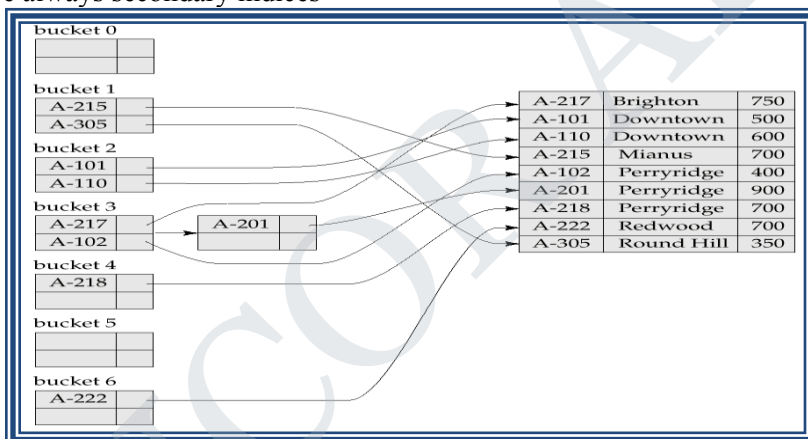 always secondary indices
bucket 0
bucket 1
A-215
A-305
bucket 2
A-101
A-110
bucket 3
A-217
A-102
A-201
bucket 4
A-218
bucket 5
bucket 6
A-222
A-217 Brighton 750
A-101 Downtown 500
A-110 Downtown 600
A-215 Mianus 700
A-102 Perryridge 400
A-201 Perryridge 900
A-218 Perryridge 700
A-222 Redwood 700
A-305 Round Hill 350